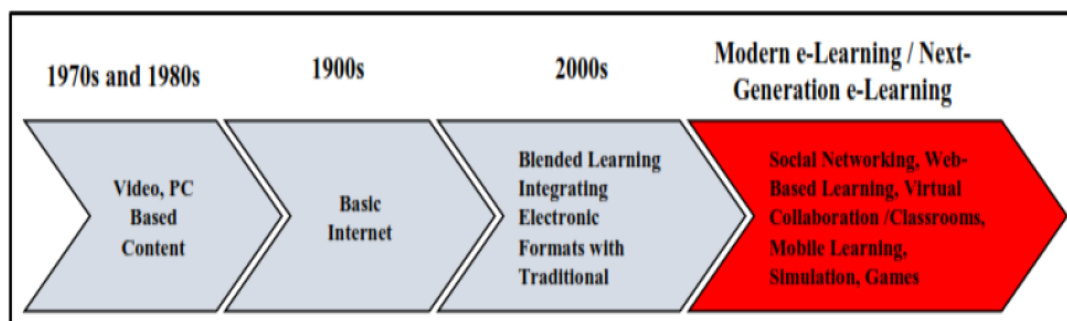 1970s and 1980s
1900s
2000s
Modern e-Learning / Next-
Generation e-Learning
Video, PC
Based
Content
Basic
Internet
Blended Learning
Integrating
Electronic
Formats with
Traditional
Social Networking, Web-
Based Learning, Virtual
Collaboration /Classrooms,
Mobile Learning,
Simulation, Games